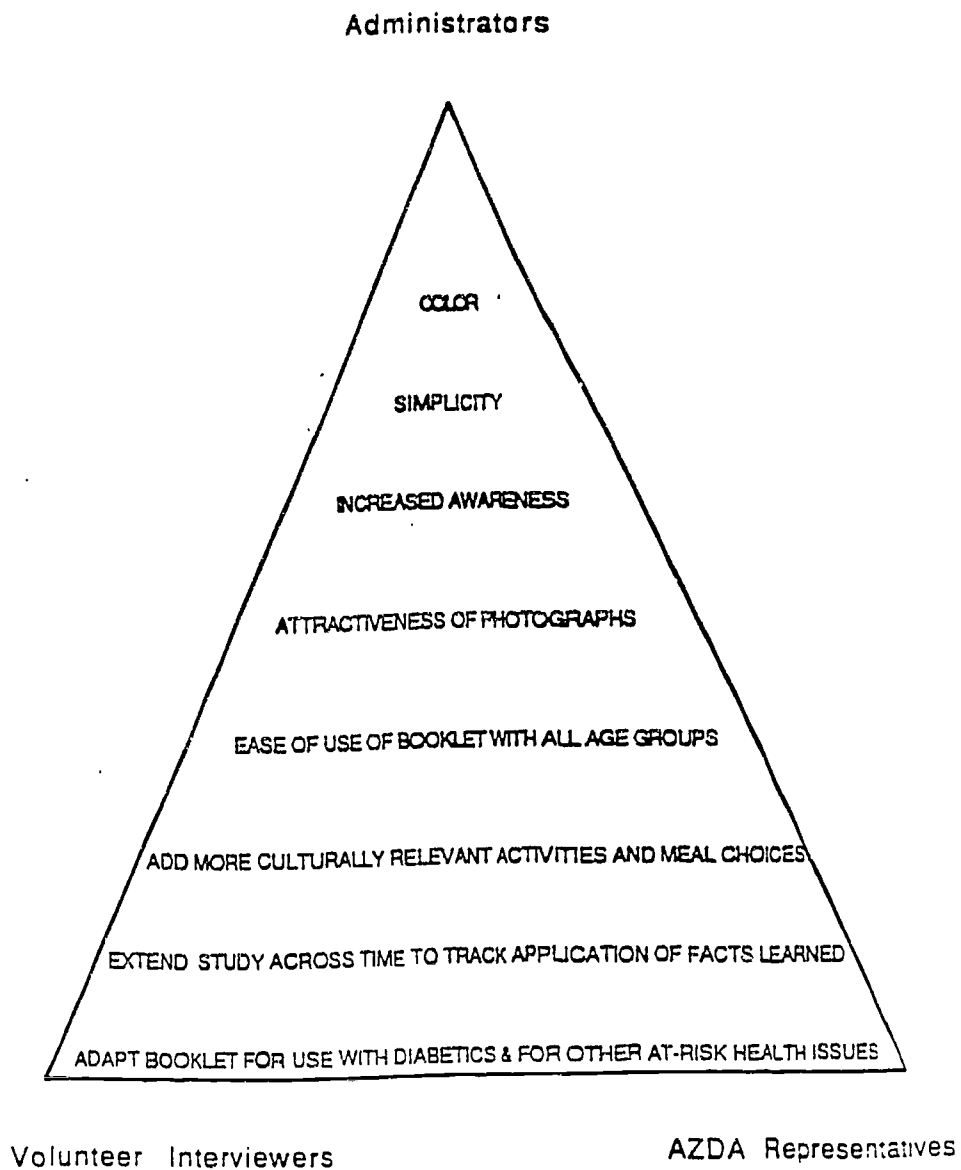 Administrators
COLOR
SIMPLICITY
INCREASED AWARENESS
ATTRACTIVENESS OF PHOTOGRAPHS
EASE OF USE OF BOOKLET WITH ALL AGE GROUPS
ADD MORE CULTURALLY RELEVANT ACTIVITIES AND MEAL CHOICES
EXTEND STUDY ACROSS TIME TO TRACK APPLICATION OF FACTS LEARNED
ADAPT BOOKLET FOR USE WITH DIABETICS & FOR OTHER AT-RISK HEALTH ISSUES
Volunteer Interviewers
AZDA Representatives